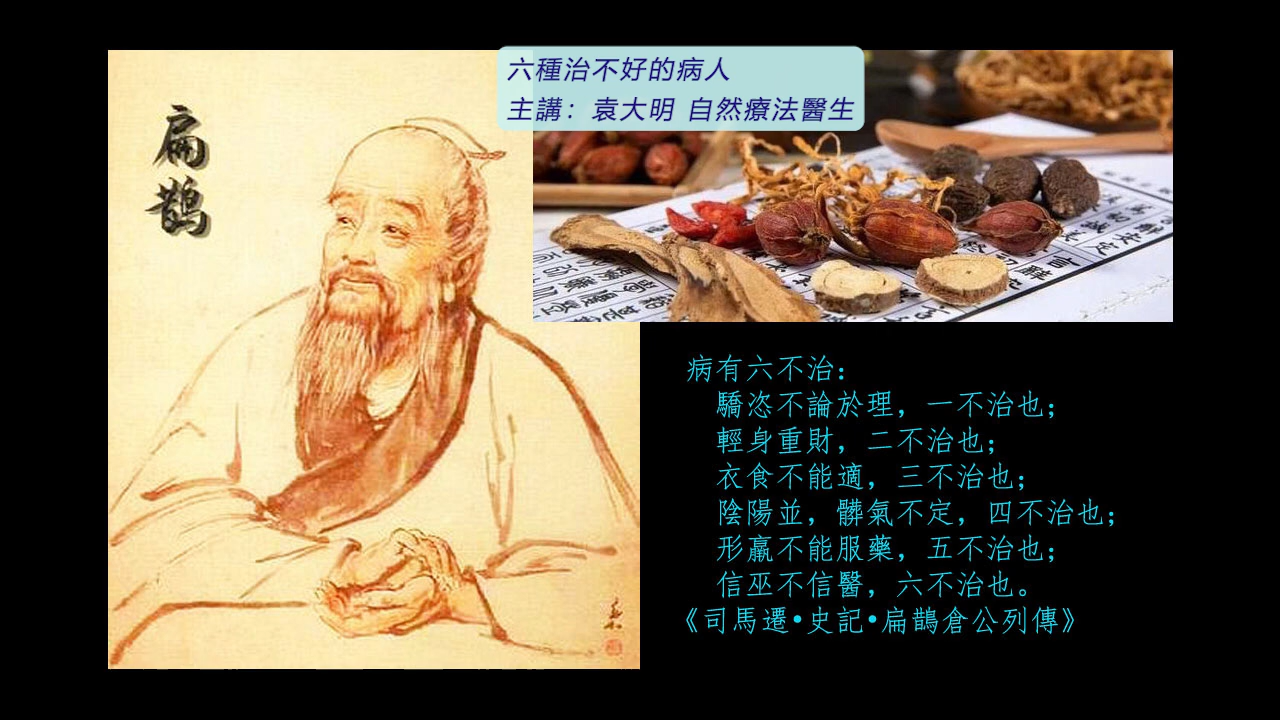 扁鹊
六種治不好的病人
主講：袁大明 自然療法醫生
病有六不治：
驕恣不論於理，一不治也；
輕身重財，二不治也；
衣食不能適，三不治也；
陰陽並，髒氣不定，四不治也；
形羸不能服藥，五不治也；
信巫不信醫，六不治也。
《司馬遷•史記•扁鵲倉公列傳》